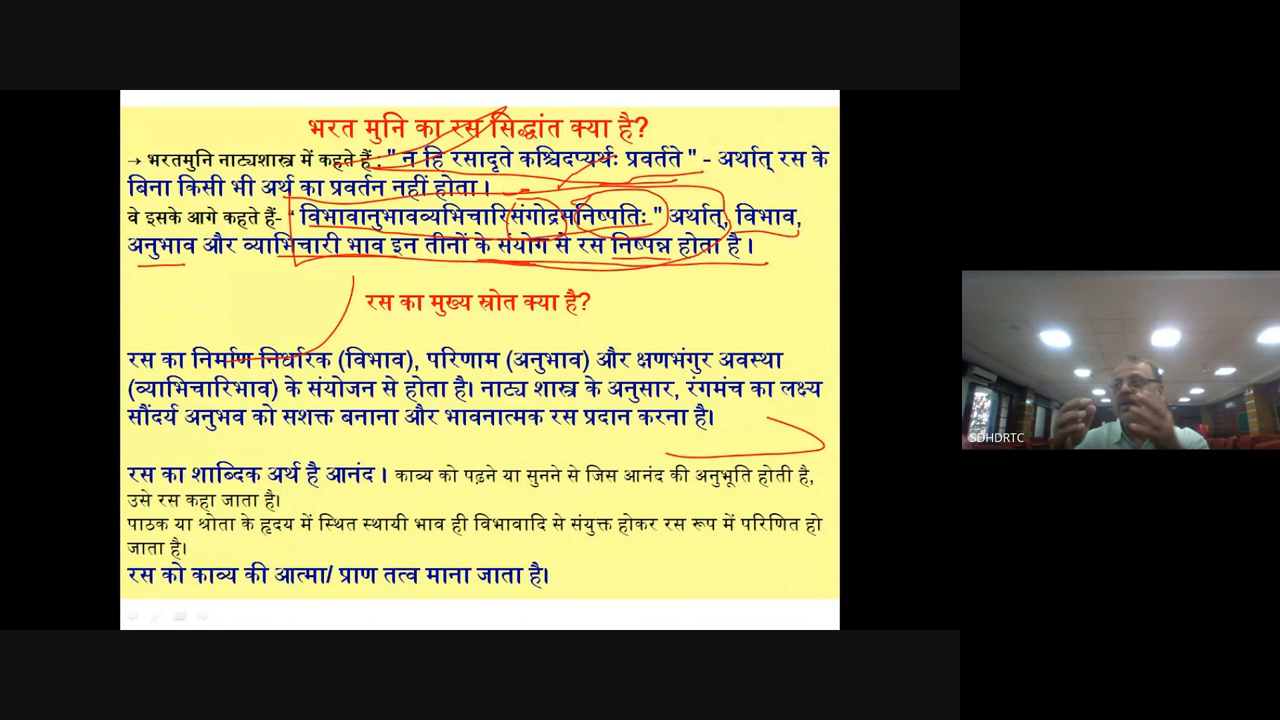 भरत मुनि का रस सिद्धांत क्या है?
→ भरतमुनि नाट्यशास्त्र में कहते हैं : " न हि रसादृते कश्चिदप्यर्थः प्रवर्तते " - अर्थात् रस के
बिना किसी भी अर्थ का प्रवर्तन नहीं होता ।
वे इसके आगे कहते हैं- " विभावानुभावव्यभिचारिसंगोद्रसनिष्पतिः " अर्थात्, विभाव,
अनुभाव और व्याभिचारी भाव इन तीनों के संयोग से रस निष्पन्न होता है ।
रस का मुख्य स्रोत क्या है?
रस का निर्माण निर्धारक (विभाव), परिणाम (अनुभाव) और क्षणभंगुर अवस्था
(व्याभिचारिभाव) के संयोजन से होता है। नाट्य शास्त्र के अनुसार, रंगमंच का लक्ष्य
सौंदर्य अनुभव को सशक्त बनाना और भावनात्मक रस प्रदान करना है।
रस का शाब्दिक अर्थ है आनंद । काव्य को पढ़ने या सुनने से जिस आनंद की अनुभूति होती है,
उसे रस कहा जाता है।
पाठक या श्रोता के हृदय में स्थित स्थायी भाव ही विभावादि से संयुक्त होकर रस रूप में परिणित हो
जाता है।
रस को काव्य की आत्मा/ प्राण तत्व माना जाता है।
SDHDRTC